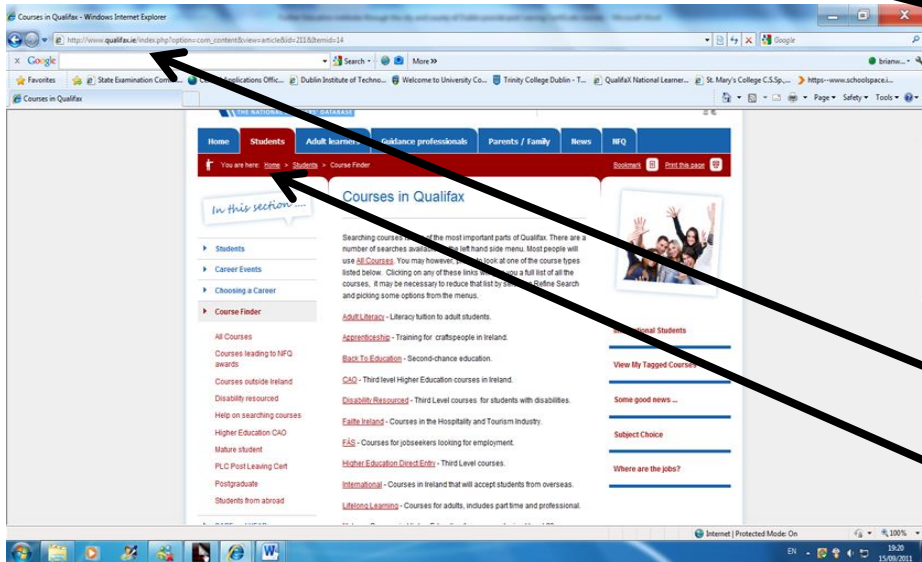 Courses in Qualifax - Windows Internet Explorer
http://www.qualifax.ie/index.php?option=com_content&view=article&id=211&Itemid=14
Google
x Google
Search
More >>
brianw...
Favorites
State Examination Com...
Applications Offic...
Dublin Institute of Techno...
Welcome to University Co...
Trinity College Dublin - T...
QualifaX National Learner...
St. Mary's College C.S.Sp,...
https--www.schoolspace.i...
Courses in Qualifax
Page
Safety
Tools
THE NATIONAL
DATABASE
Home
Students
Adult learners
Guidance professionals
Parents / Family
News
NFQ
You are here: Home > Students > Course Finder
Bookmark
Print this page
In this section ....
Courses in Qualifax
Searching courses
of the most important parts of Qualifax. There are a
number of searches
the left hand side menu. Most people will
use All Courses. You may however,
look at one of the course types
listed below. Clicking on any of these links
you a full list of all the
courses, it may be necessary to reduce that list by
Refine Search
and picking some options from the menus.
Adult Literacy - Literacy tuition to adult students.
Apprenticeship - Training for craftspeople in Ireland.
Back To Education - Second-chance education.
CAO - Third level Higher Education courses in Ireland.
Disability Resourced - Third Level courses for students with disabilities.
Failte Ireland - Courses in the Hospitality and Tourism Industry.
FÁS - Courses for jobseekers looking for employment.
Higher Education Direct Entry - Third Level courses.
International - Courses in Ireland that will accept students from overseas.
Lifelong Learning - Courses for adults, includes part time and professional.
Students
Career Events
Choosing a Career
Course Finder
All Courses
Courses leading to NFQ
awards
Courses outside Ireland
Disability resourced
Help on searching courses
Higher Education CAO
Mature student
PLC Post Leaving Cert
Postgraduate
Students from abroad
Students
View My Tagged Courses
Some good news ...
Subject Choice
Where are the jobs?
Internet | Protected Mode: On
100%
EN
19:20
15/09/2011